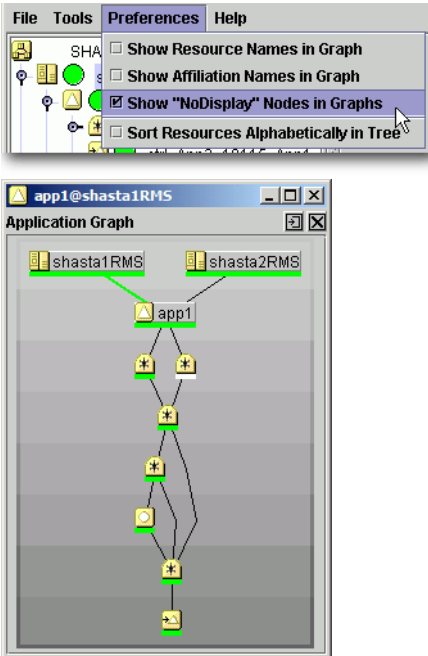 File Tools Preferences Help
SHA
Show Resource Names in Graph
Show Affiliation Names in Graph
Show "NoDisplay" Nodes in Graphs
Sort Resources Alphabetically in Tree
app1@shasta1RMS
Application Graph
shasta1RMS shasta2RMS
app1